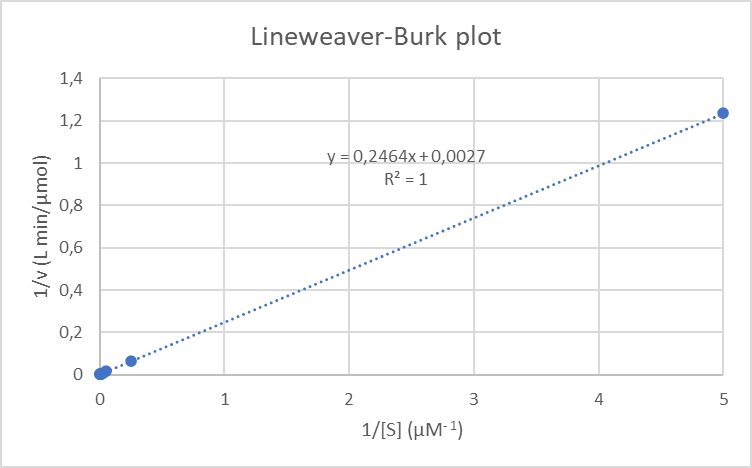 Lineweaver-Burk plot
1,4
1,2
1
0,8
0,6
0,4
0,2
0
1/v (L min/µmol)
y = 0,2464x + 0,0027
R² = 1
0 1 2 3 4 5
1/[S] (µM⁻¹)